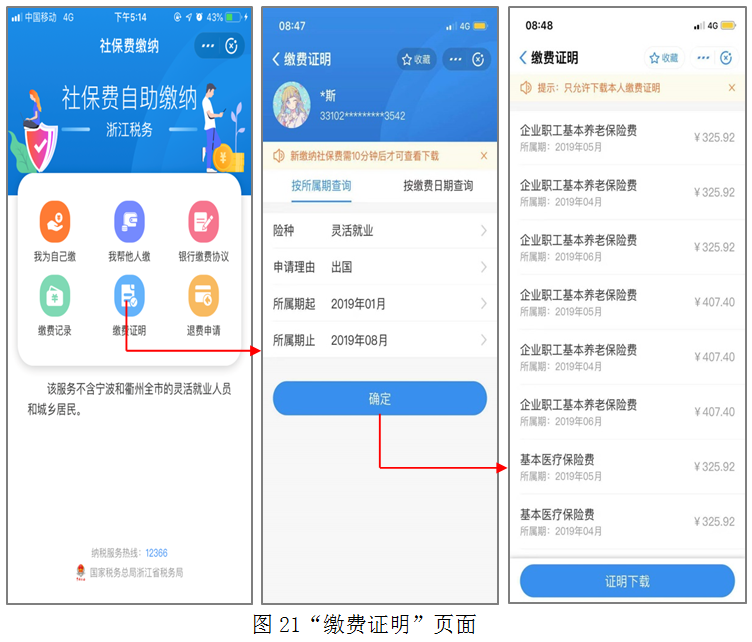 中国移动 4G 下午5:14 43%
社保费缴纳
社保费自助缴纳
浙江税务
我为自己缴 我帮他人缴 银行缴费协议
缴费记录 缴费证明 退费申请
该服务不含宁波和衢州全市的灵活就业人员
和城乡居民。
纳税服务热线：12366
国家税务总局浙江省税务局
08:47 4G
缴费证明 收藏
*斯
33102*********3542
新缴纳社保费需10分钟后才可查看下载
按所属期查询 按缴费日期查询
险种 灵活就业
申请理由 出国
所属期起 2019年01月
所属期止 2019年08月
确定
08:48 4G
缴费证明 收藏
提示：只允许下载本人缴费证明
企业职工基本养老保险费 ¥325.92
所属期：2019年05月
企业职工基本养老保险费 ¥325.92
所属期：2019年04月
企业职工基本养老保险费 ¥325.92
所属期：2019年06月
企业职工基本养老保险费 ¥407.40
所属期：2019年05月
企业职工基本养老保险费 ¥407.40
所属期：2019年04月
企业职工基本养老保险费 ¥407.40
所属期：2019年06月
基本医疗保险费 ¥325.92
所属期：2019年05月
基本医疗保险费 ¥325.92
所属期：2019年04月
证明下载
图 21“缴费证明”页面